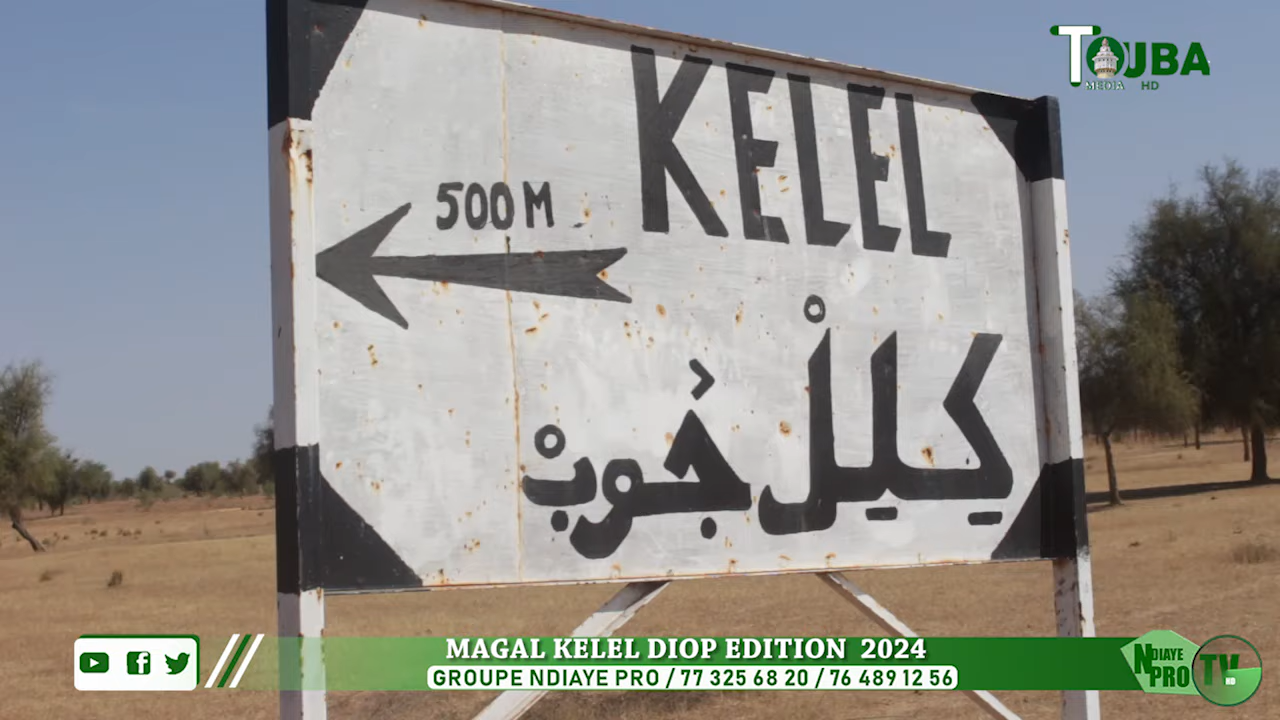 TOUBA
MEDIA HD
KELEL
500 M
كِلِلْ جُوبْ
MAGAL KELEL DIOP EDITION 2024
GROUPE NDIAYE PRO / 77 325 68 20 / 76 489 12 56
NDIAYE
PRO
TV
HD